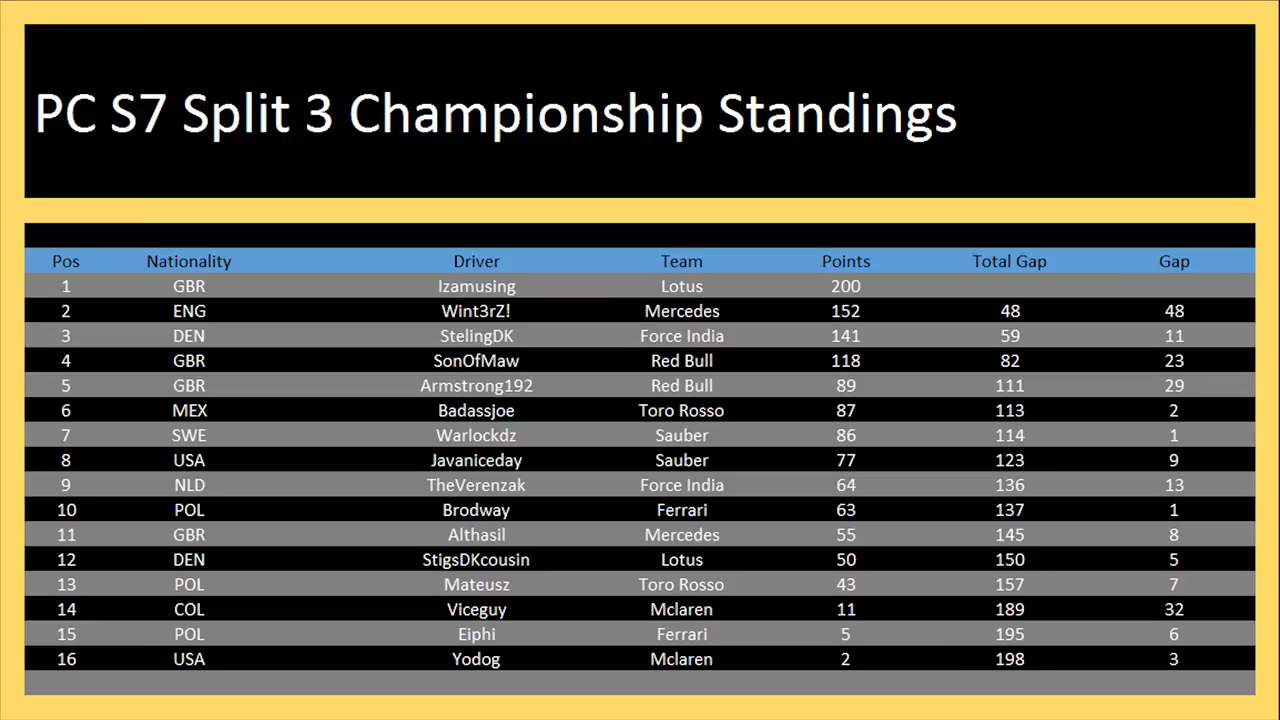 PC S7 Split 3 Championship Standings
Pos Nationality Driver Team Points Total Gap Gap
1 GBR Izamusing Lotus 200
2 ENG Wint3rZ! Mercedes 152 48 48
3 DEN StelingDK Force India 141 59 11
4 GBR SonOfMaw Red Bull 118 82 23
5 GBR Armstrong192 Red Bull 89 111 29
6 MEX Badassjoe Toro Rosso 87 113 2
7 SWE Warlockdz Sauber 86 114 1
8 USA Javaniceday Sauber 77 123 9
9 NLD TheVerenzak Force India 64 136 13
10 POL Brodway Ferrari 63 137 1
11 GBR Althasil Mercedes 55 145 8
12 DEN StigsDKcousin Lotus 50 150 5
13 POL Mateusz Toro Rosso 43 157 7
14 COL Viceguy Mclaren 11 189 32
15 POL Eiphi Ferrari 5 195 6
16 USA Yodog Mclaren 2 198 3